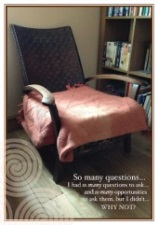 So many questions...
I had so many questions to ask...
and so many opportunities
to ask them, but I didn't...
WHY NOT?